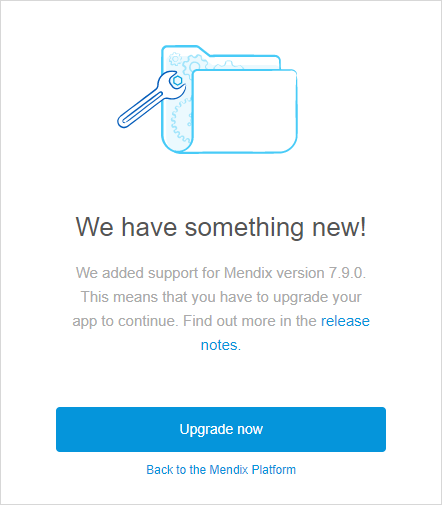 We have something new!
We added support for Mendix version 7.9.0.
This means that you have to upgrade your
app to continue. Find out more in the release
notes.
Upgrade now
Back to the Mendix Platform